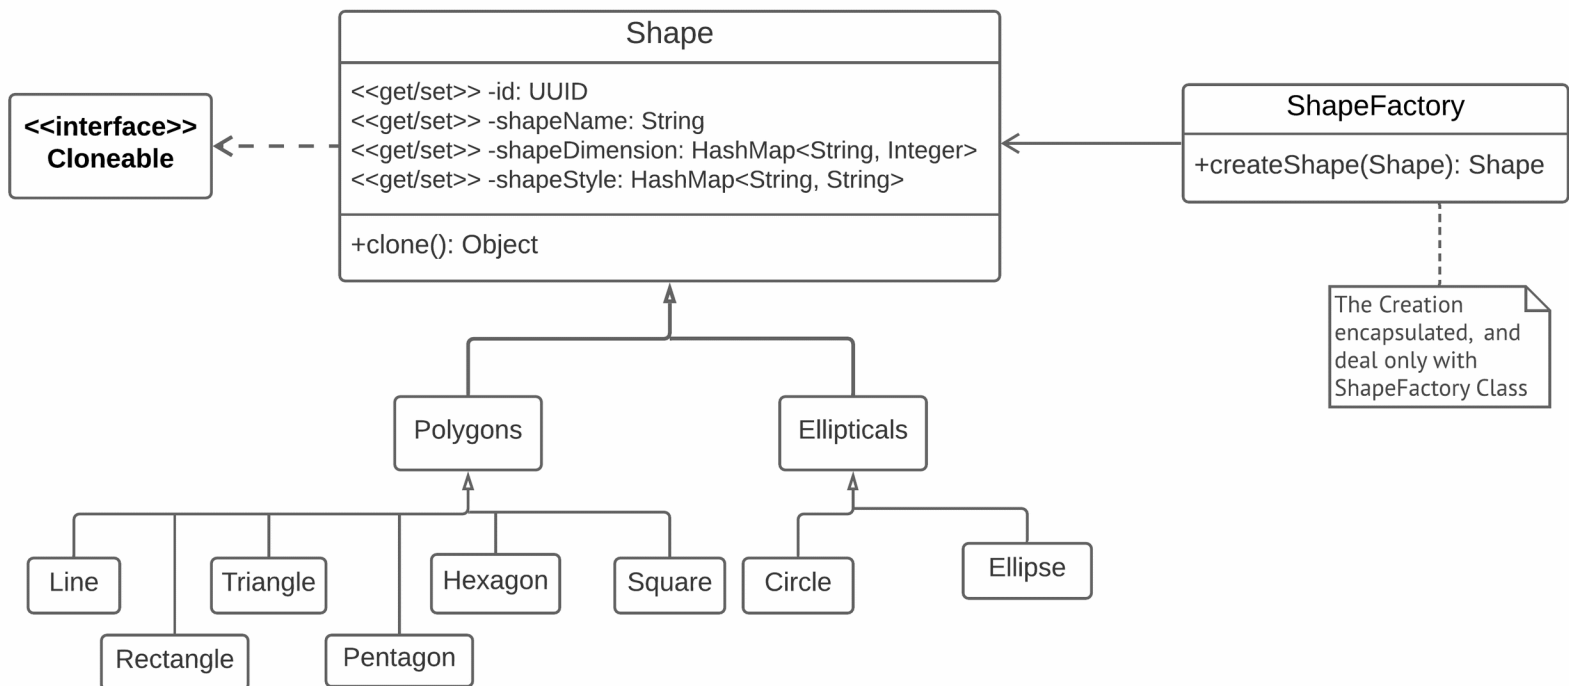 Shape
<<get/set>> -id: UUID
<<get/set>> -shapeName: String
<<get/set>> -shapeDimension: HashMap<String, Integer>
<<get/set>> -shapeStyle: HashMap<String, String>
+clone(): Object
<<interface>>
Cloneable
ShapeFactory
+createShape(Shape): Shape
The Creation
encapsulated,  and
deal only with
ShapeFactory Class
Polygons
Ellipticals
Line
Triangle
Hexagon
Square
Circle
Ellipse
Rectangle
Pentagon